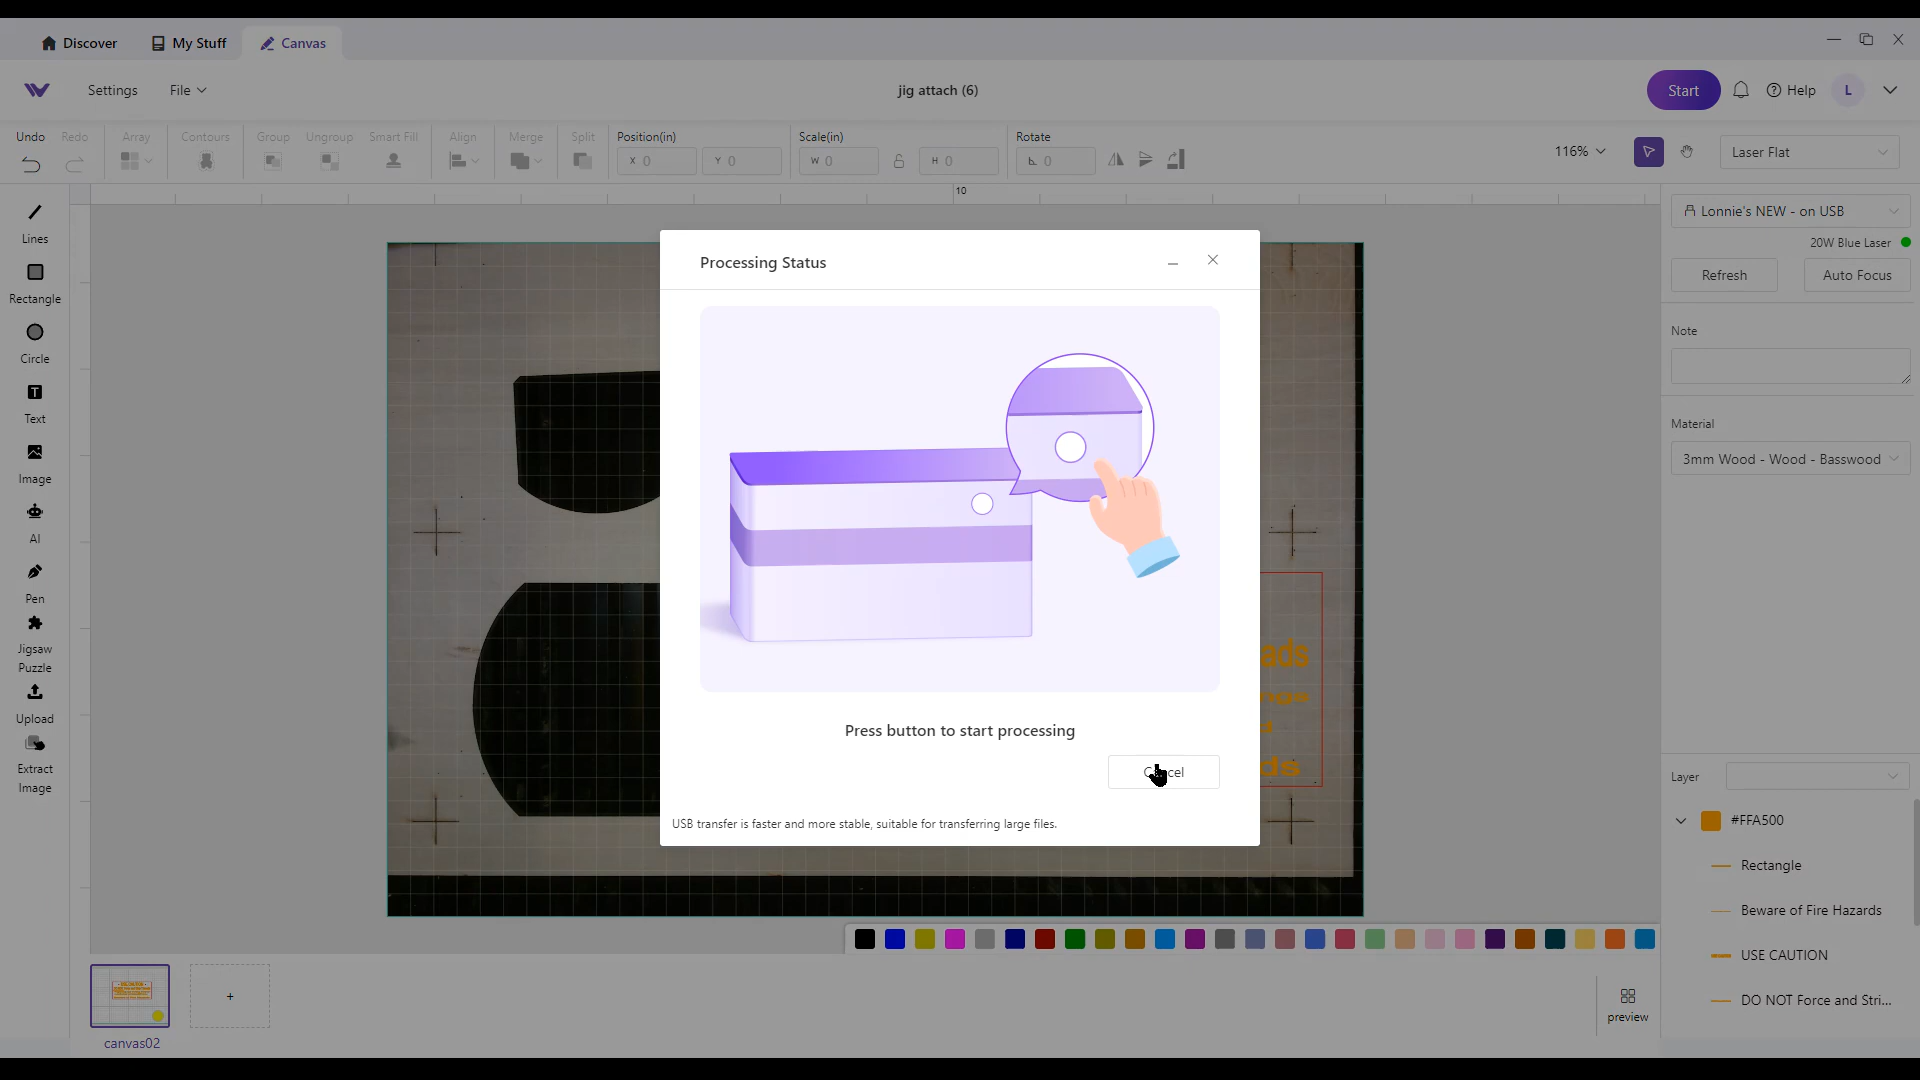 Discover
My Stuff
Canvas
Settings
File
jig attach (6)
Start
Help
L
Undo
Redo
Array
Contours
Group
Ungroup
Smart Fill
Align
Merge
Split
Position(in)
X 0
Y 0
Scale(in)
W 0
H 0
Rotate
0
116%
Laser Flat
10
Lines
Rectangle
Circle
Text
Image
AI
Pen
Jigsaw
Puzzle
Upload
Extract
Image
Processing Status
Press button to start processing
Cancel
USB transfer is faster and more stable, suitable for transferring large files.
ads
ds
Lonnie's NEW - on USB
20W Blue Laser
Refresh
Auto Focus
Note
Material
3mm Wood - Wood - Basswood
Layer
#FFA500
Rectangle
Beware of Fire Hazards
USE CAUTION
DO NOT Force and Stri...
canvas02
+
preview